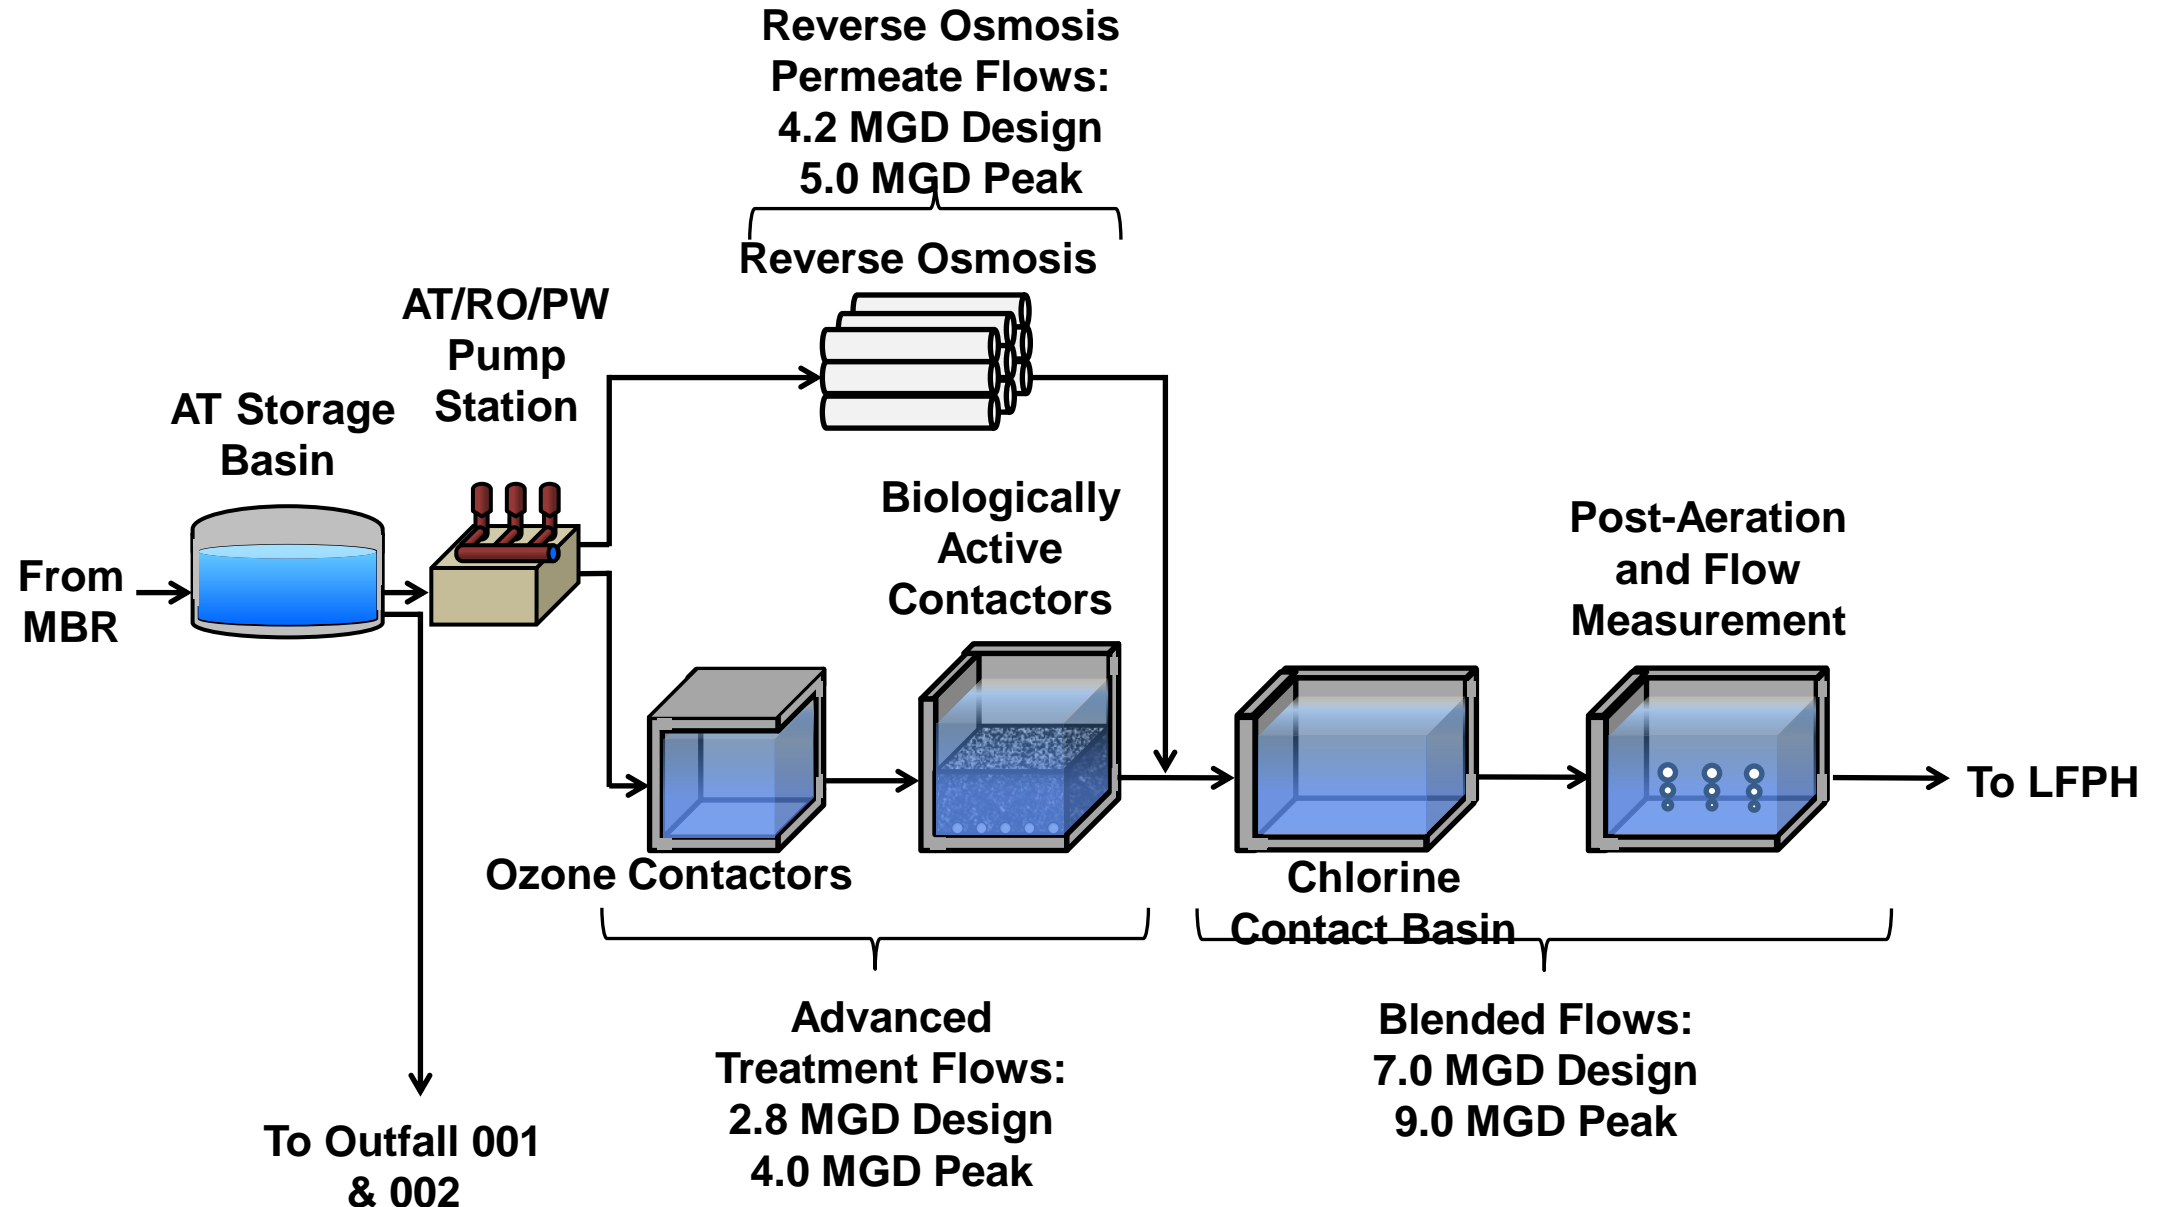 Reverse Osmosis
Permeate Flows:
4.2 MGD Design
5.0 MGD Peak
Reverse Osmosis
AT/RO/PW
Pump
Station
AT Storage
Basin
From
MBR
Biologically
Active
Contactors
Post-Aeration
and Flow
Measurement
To LFPH
Ozone Contactors
Chlorine
Contact Basin
Advanced
Treatment Flows:
2.8 MGD Design
4.0 MGD Peak
Blended Flows:
7.0 MGD Design
9.0 MGD Peak
To Outfall 001
& 002